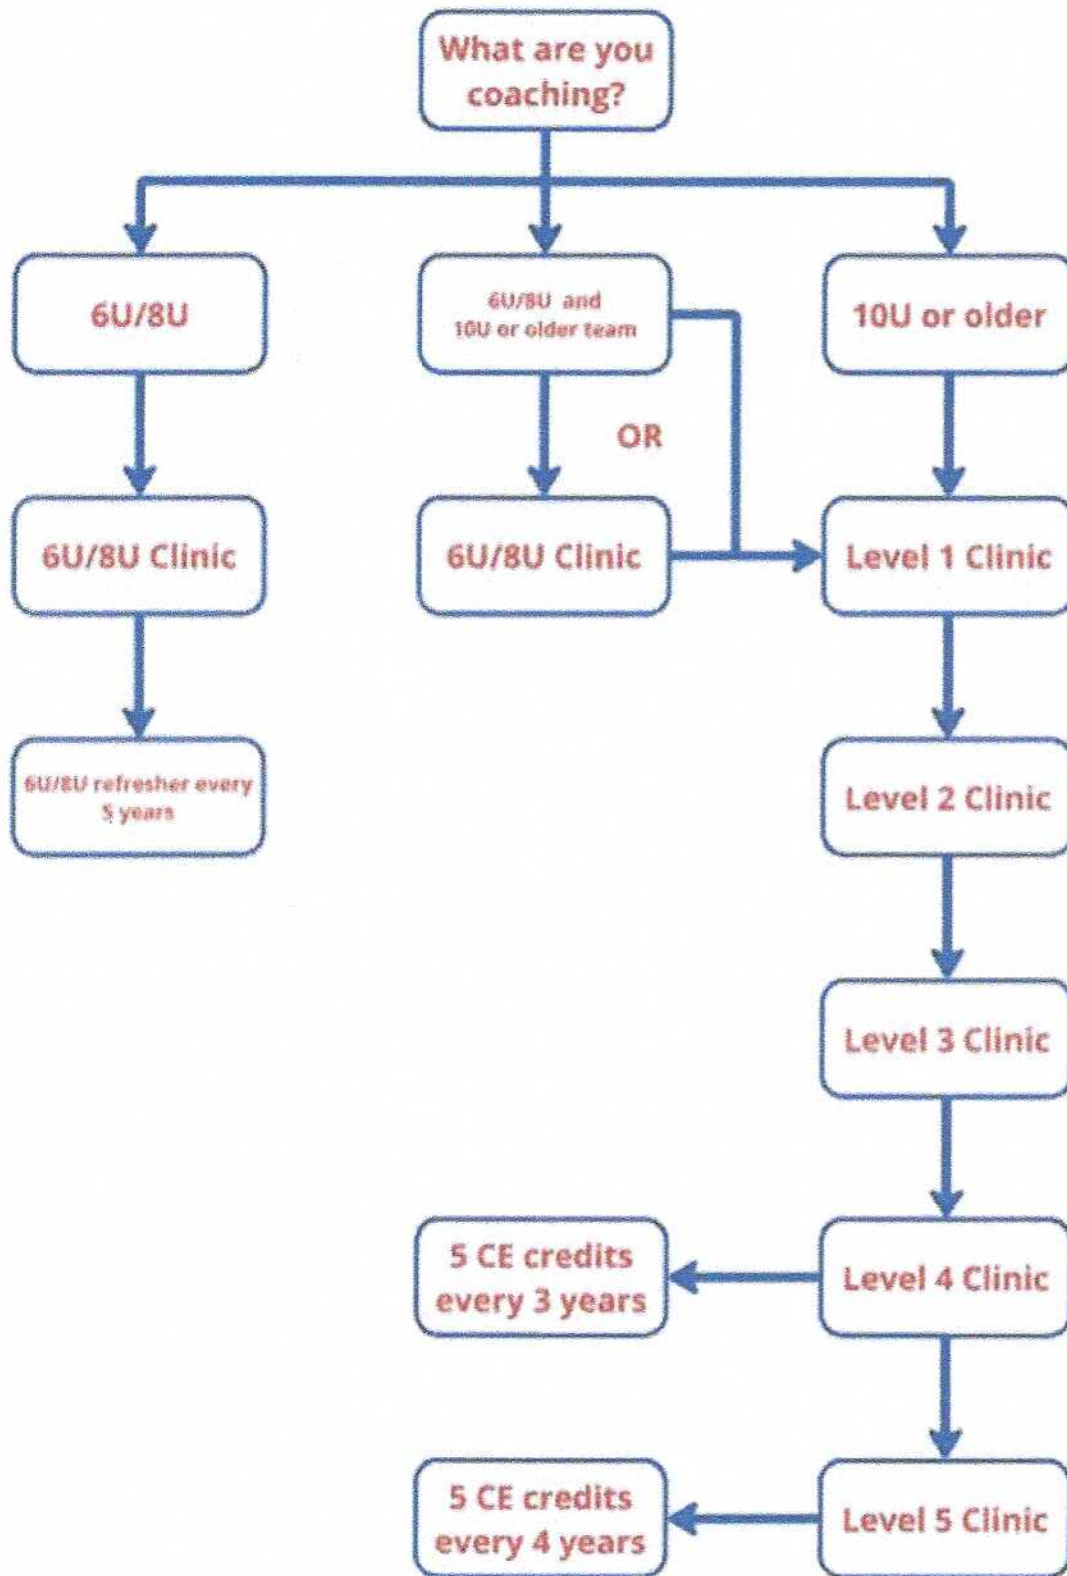 What are you
coaching?
6U/8U
6U/8U and
10U or older team
10U or older
OR
6U/8U Clinic
6U/8U Clinic
Level 1 Clinic
6U/8U refresher every
5 years
Level 2 Clinic
Level 3 Clinic
5 CE credits
every 3 years
Level 4 Clinic
5 CE credits
every 4 years
Level 5 Clinic